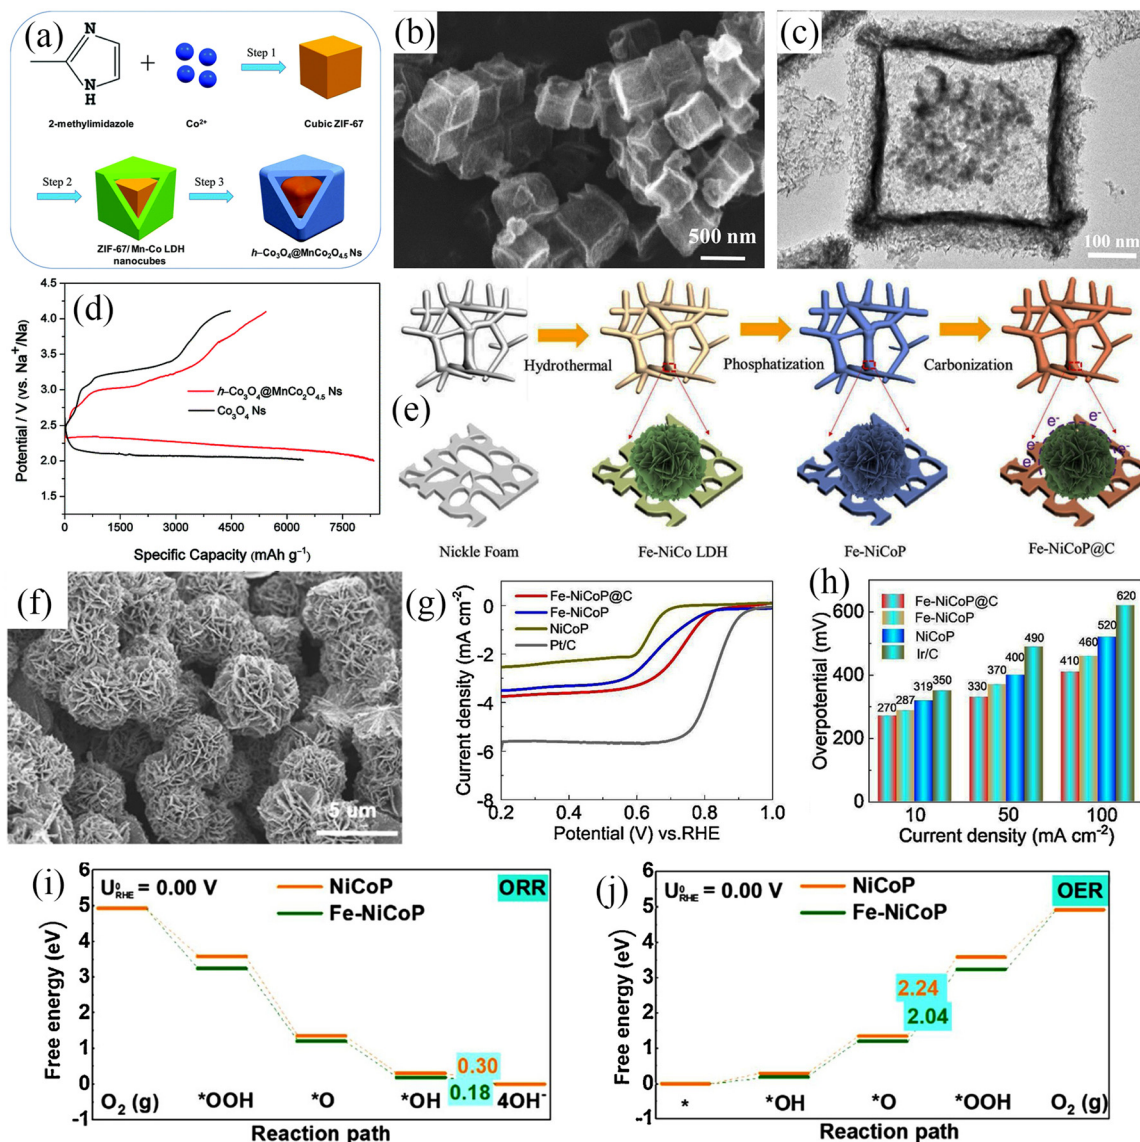 (a)
2-methylimidazole
+
Co²⁺
Step 1
Cubic ZIF-67
N
N
H
Step 2
ZIF-67/ Mn-Co LDH
nanocubes
Step 3
h–Co₃O₄@MnCo₂O₄.₅ Ns
(b)
500 nm
(c)
100 nm
(d)
Potential / V (vs. Na⁺/Na)
4.5
4.0
3.5
3.0
2.5
2.0
1.5
h–Co₃O₄@MnCo₂O₄.₅ Ns
Co₃O₄ Ns
0 1500 3000 4500 6000 7500
Specific Capacity (mAh g⁻¹)
(e)
Hydrothermal
Phosphatization
Carbonization
e⁻
e⁻
e⁻
e⁻
Nickle Foam
Fe-NiCo LDH
Fe-NiCoP
Fe-NiCoP@C
(f)
5 um
(g)
Current density (mA cm⁻²)
0
-2
-4
-6
-8
Fe-NiCoP@C
Fe-NiCoP
NiCoP
Pt/C
0.2 0.4 0.6 0.8 1.0
Potential (V) vs.RHE
(h)
Overpotential (mV)
600
400
200
0
Fe-NiCoP@C
Fe-NiCoP
NiCoP
Ir/C
270 287 319 350
330 370 400 490
410 460 520 620
10 50 100
Current density (mA cm⁻²)
(i)
Free energy (eV)
6
5
4
3
2
1
0
-1
U⁰RHE = 0.00 V
NiCoP
Fe-NiCoP
ORR
0.30
0.18
O₂ (g) *OOH *O *OH 4OH⁻
Reaction path
(j)
Free energy (eV)
6
5
4
3
2
1
0
-1
U⁰RHE = 0.00 V
NiCoP
Fe-NiCoP
OER
2.24
2.04
* *OH *O *OOH O₂ (g)
Reaction path